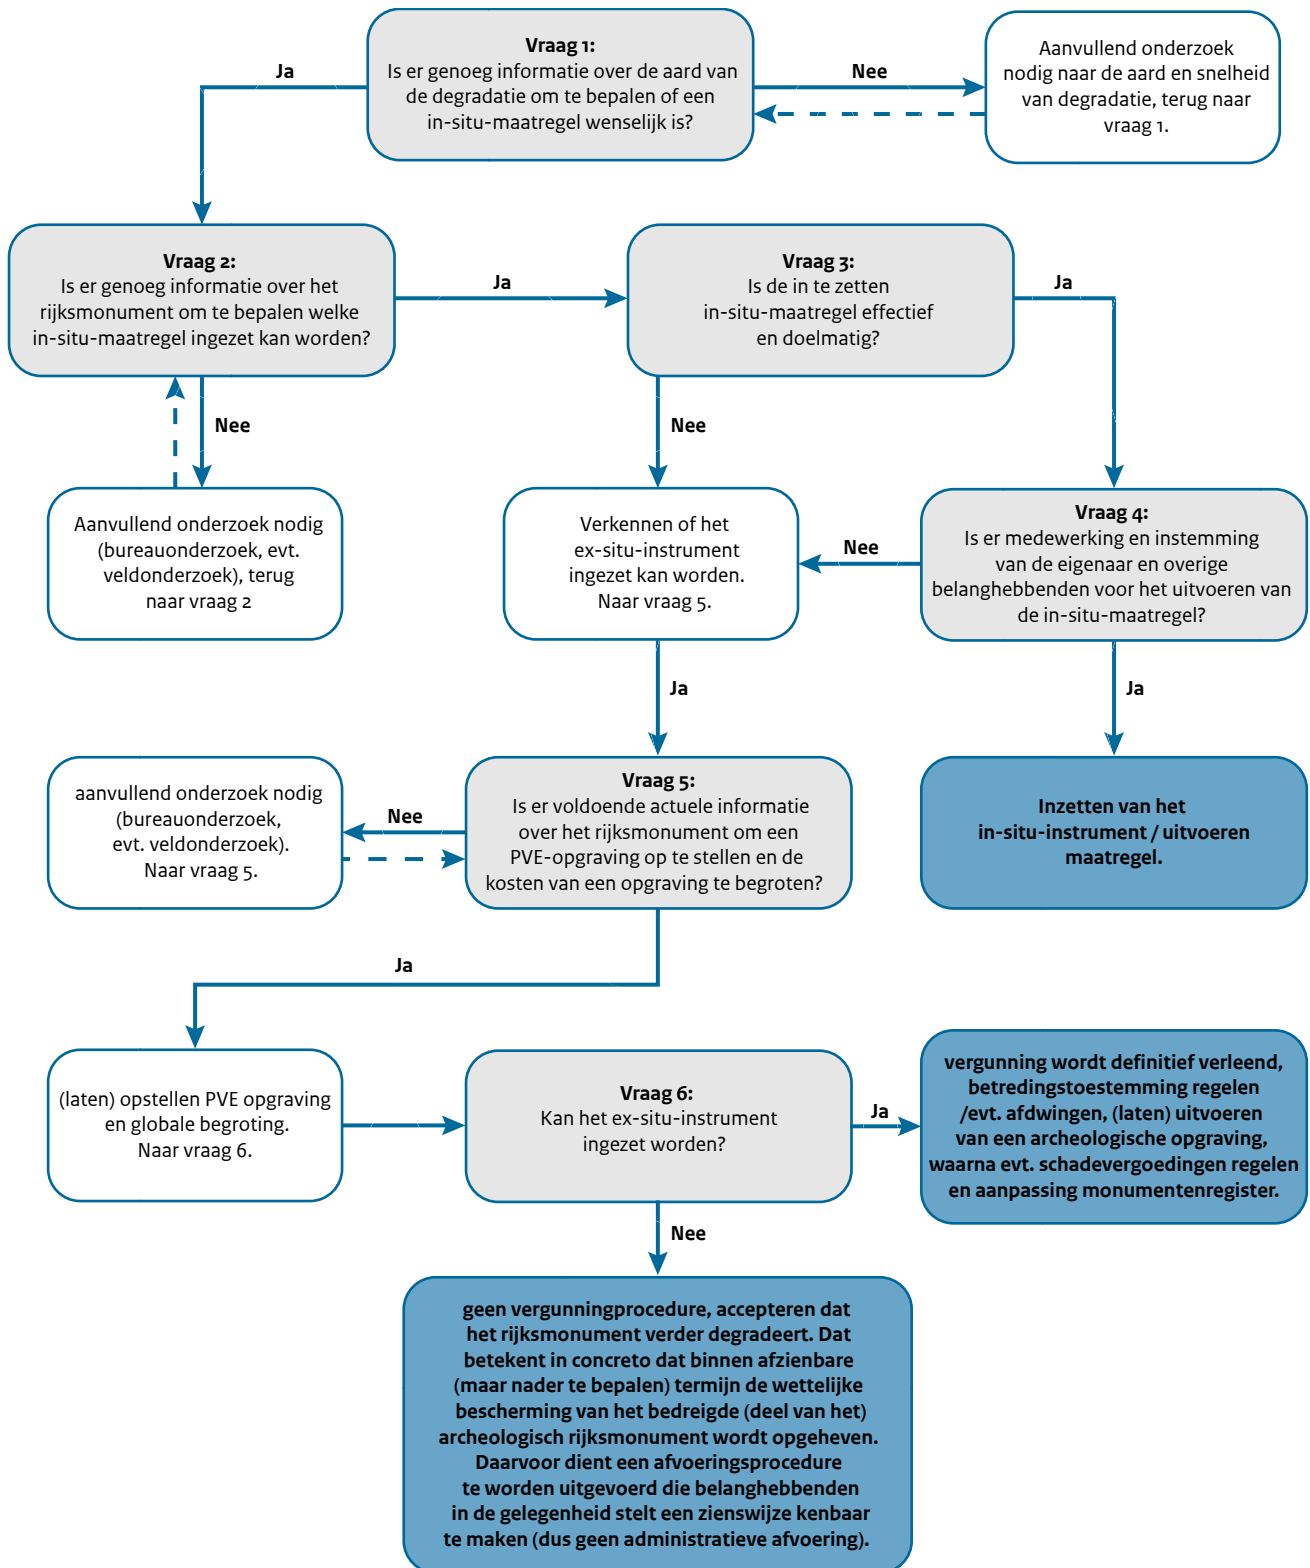 Vraag 1:
Is er genoeg informatie over de aard van
de degradatie om te bepalen of een
in-situ-maatregel wenselijk is?
Ja
Nee
Aanvullend onderzoek
nodig naar de aard en snelheid
van degradatie, terug naar
vraag 1.
Vraag 2:
Is er genoeg informatie over het
rijksmonument om te bepalen welke
in-situ-maatregel ingezet kan worden?
Ja
Vraag 3:
Is de in te zetten
in-situ-maatregel effectief
en doelmatig?
Ja
Nee
Nee
Aanvullend onderzoek nodig
(bureauonderzoek, evt.
veldonderzoek), terug
naar vraag 2
Verkennen of het
ex-situ-instrument
ingezet kan worden.
Naar vraag 5.
Nee
Vraag 4:
Is er medewerking en instemming
van de eigenaar en overige
belanghebbenden voor het uitvoeren van
de in-situ-maatregel?
Ja
Ja
aanvullend onderzoek nodig
(bureauonderzoek,
evt. veldonderzoek).
Naar vraag 5.
Nee
Vraag 5:
Is er voldoende actuele informatie
over het rijksmonument om een
PVE-opgraving op te stellen en de
kosten van een opgraving te begroten?
Inzetten van het
in-situ-instrument / uitvoeren
maatregel.
Ja
(laten) opstellen PVE opgraving
en globale begroting.
Naar vraag 6.
Vraag 6:
Kan het ex-situ-instrument
ingezet worden?
Ja
vergunning wordt definitief verleend,
betredingstoestemming regelen
/evt. afdwingen, (laten) uitvoeren
van een archeologische opgraving,
waarna evt. schadevergoedingen regelen
en aanpassing monumentenregister.
Nee
geen vergunningprocedure, accepteren dat
het rijksmonument verder degradeert. Dat
betekent in concreto dat binnen afzienbare
(maar nader te bepalen) termijn de wettelijke
bescherming van het bedreigde (deel van het)
archeologisch rijksmonument wordt opgeheven.
Daarvoor dient een afvoeringsprocedure
te worden uitgevoerd die belanghebbenden
in de gelegenheid stelt een zienswijze kenbaar
te maken (dus geen administratieve afvoering).